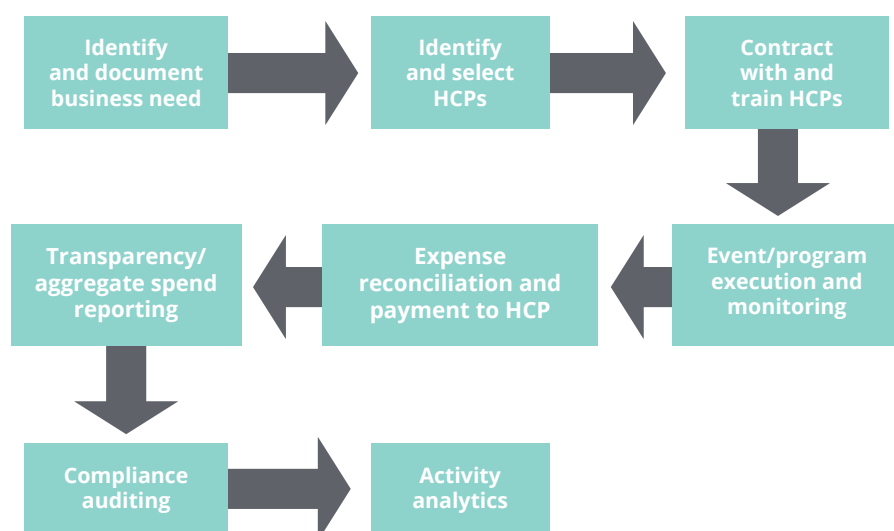 Identify
and document
business need
Identify
and select
HCPs
Contract
with and
train HCPs
Event/program
execution and
monitoring
Expense
reconciliation and
payment to HCP
Transparency/
aggregate spend
reporting
Compliance
auditing
Activity
analytics